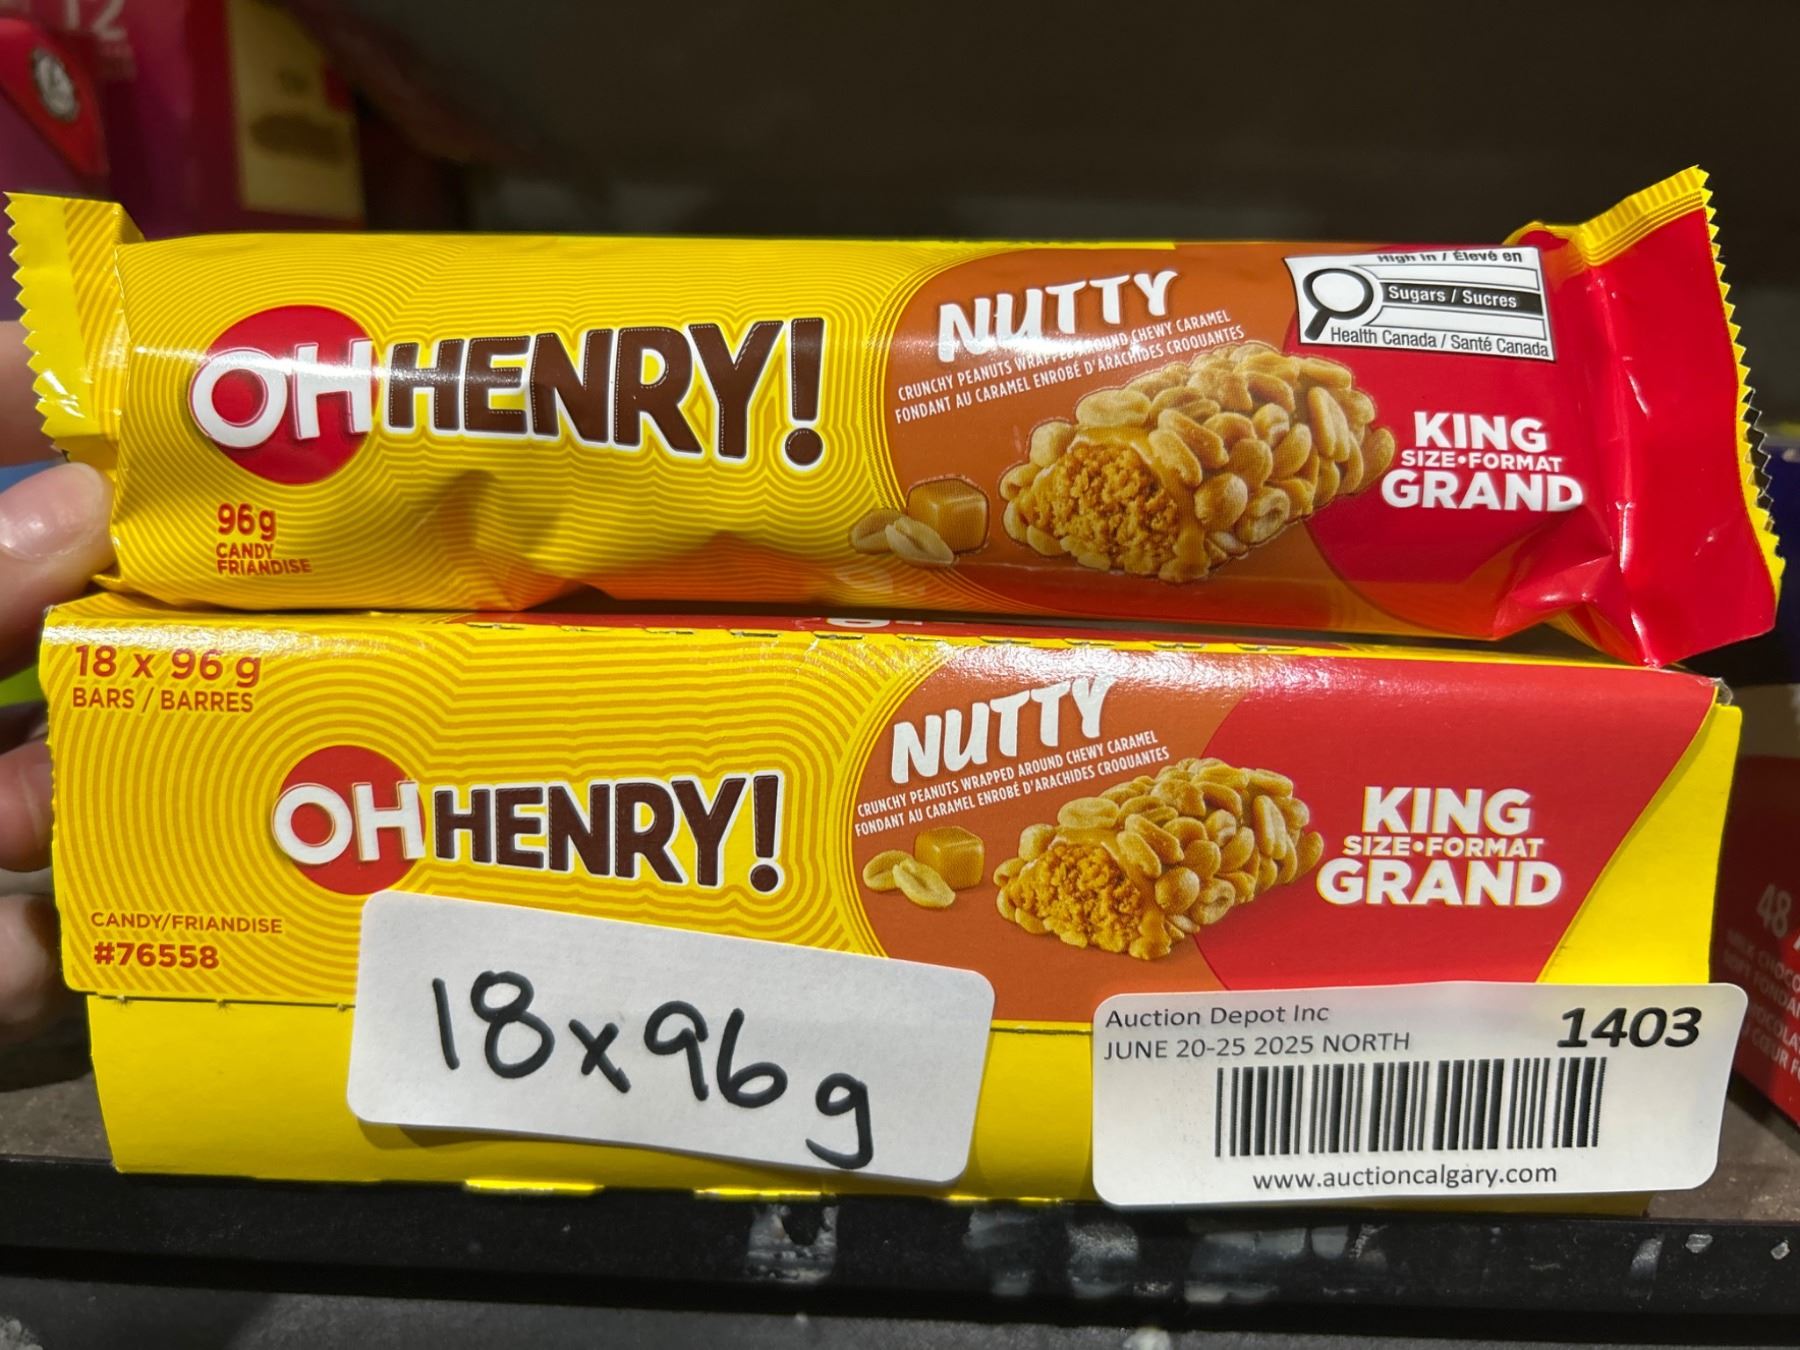 12
OH HENRY!
NUTTY
CRUNCHY PEANUTS WRAPPED AROUND CHEWY CARAMEL
FONDANT AU CARAMEL ENROBÉ D'ARACHIDES CROQUANTES
High in / Élevé en
Sugars / Sucres
Health Canada / Santé Canada
KING
SIZE•FORMAT
GRAND
96g
CANDY
FRIANDISE
18 x 96 g
BARS / BARRES
OH HENRY!
NUTTY
CRUNCHY PEANUTS WRAPPED AROUND CHEWY CARAMEL
FONDANT AU CARAMEL ENROBÉ D'ARACHIDES CROQUANTES
KING
SIZE•FORMAT
GRAND
CANDY/FRIANDISE
#76558
18x96g
Auction Depot Inc
JUNE 20-25 2025 NORTH
1403
www.auctioncalgary.com
48